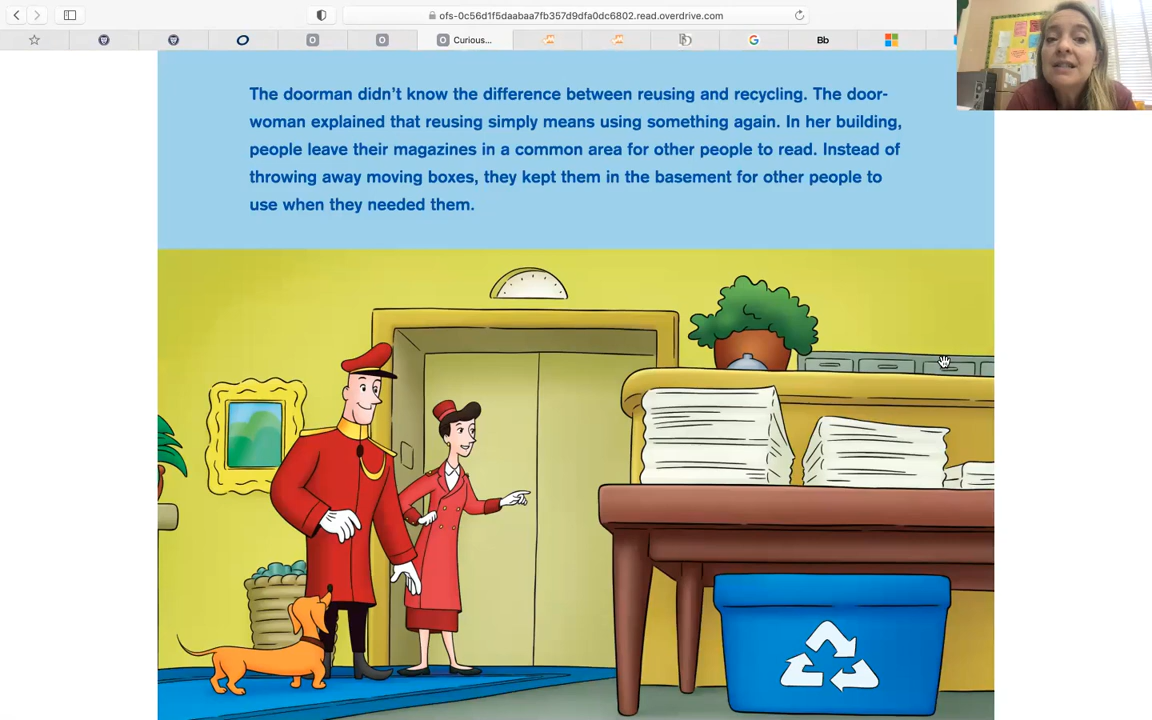 ofs-0c56d1f5daabaa7fb357d9dfa0dc6802.read.overdrive.com
Curious...
G
Bb
The doorman didn't know the difference between reusing and recycling. The door-
woman explained that reusing simply means using something again. In her building,
people leave their magazines in a common area for other people to read. Instead of
throwing away moving boxes, they kept them in the basement for other people to
use when they needed them.